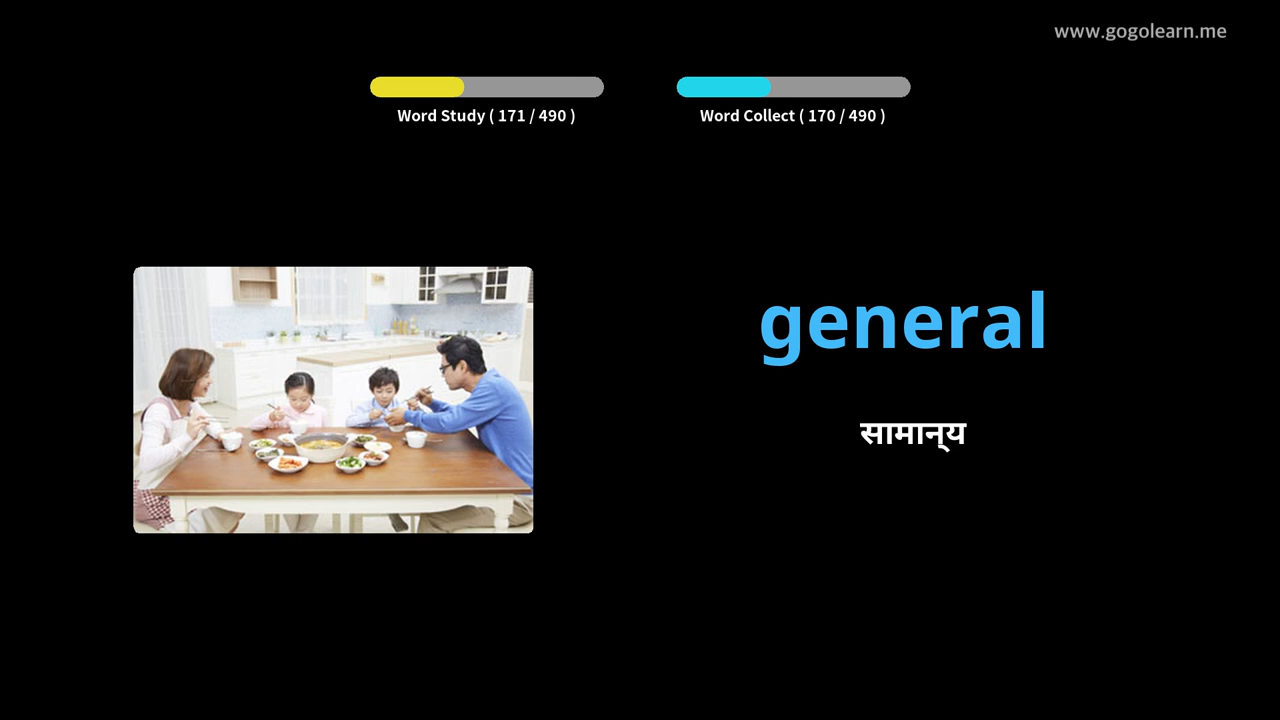 www.gogolearn.me
Word Study ( 171 / 490 )
Word Collect ( 170 / 490 )
general
सामान्य